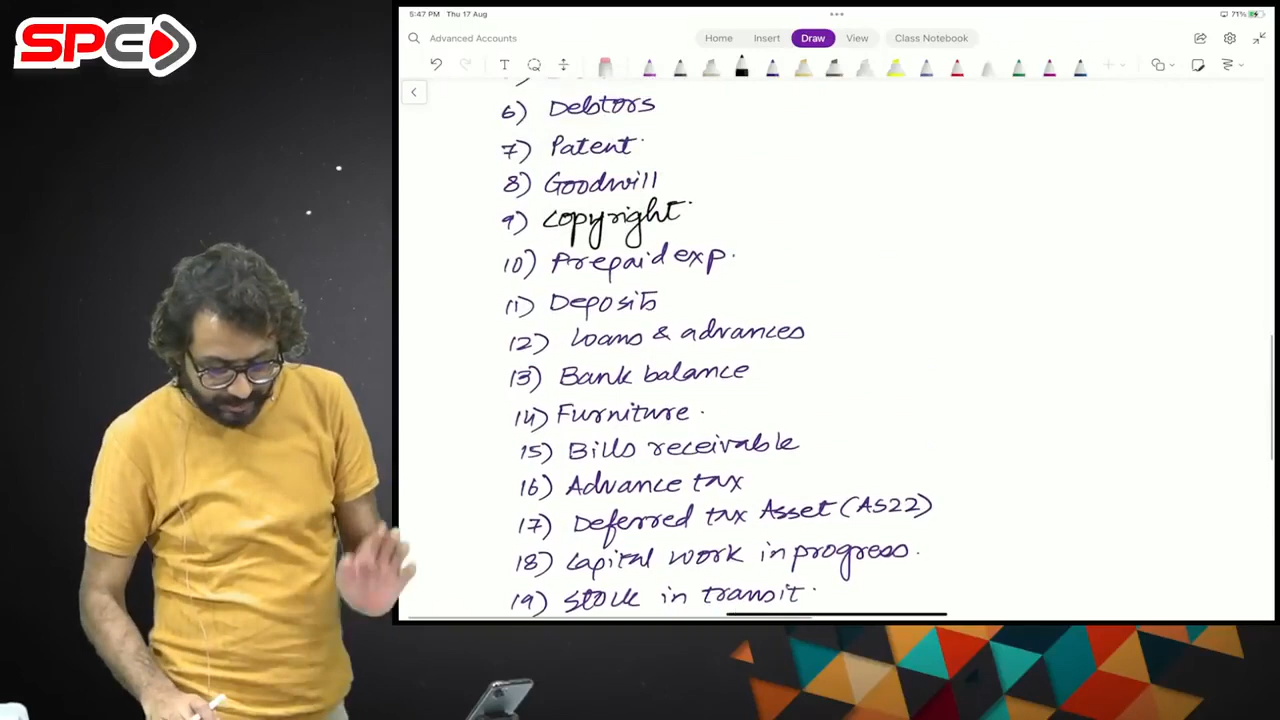 SPE
5:47 PM Thu 17 Aug
71%
Advanced Accounts
Home Insert Draw View Class Notebook
6) Debtors
7) Patent
8) Goodwill
9) Copyright
10) Prepaid exp.
11) Deposits
12) Loans & advances
13) Bank balance
14) Furniture
15) Bills receivable
16) Advance tax
17) Deferred tax Asset (AS22)
18) Capital work in progress
19) Stock in transit